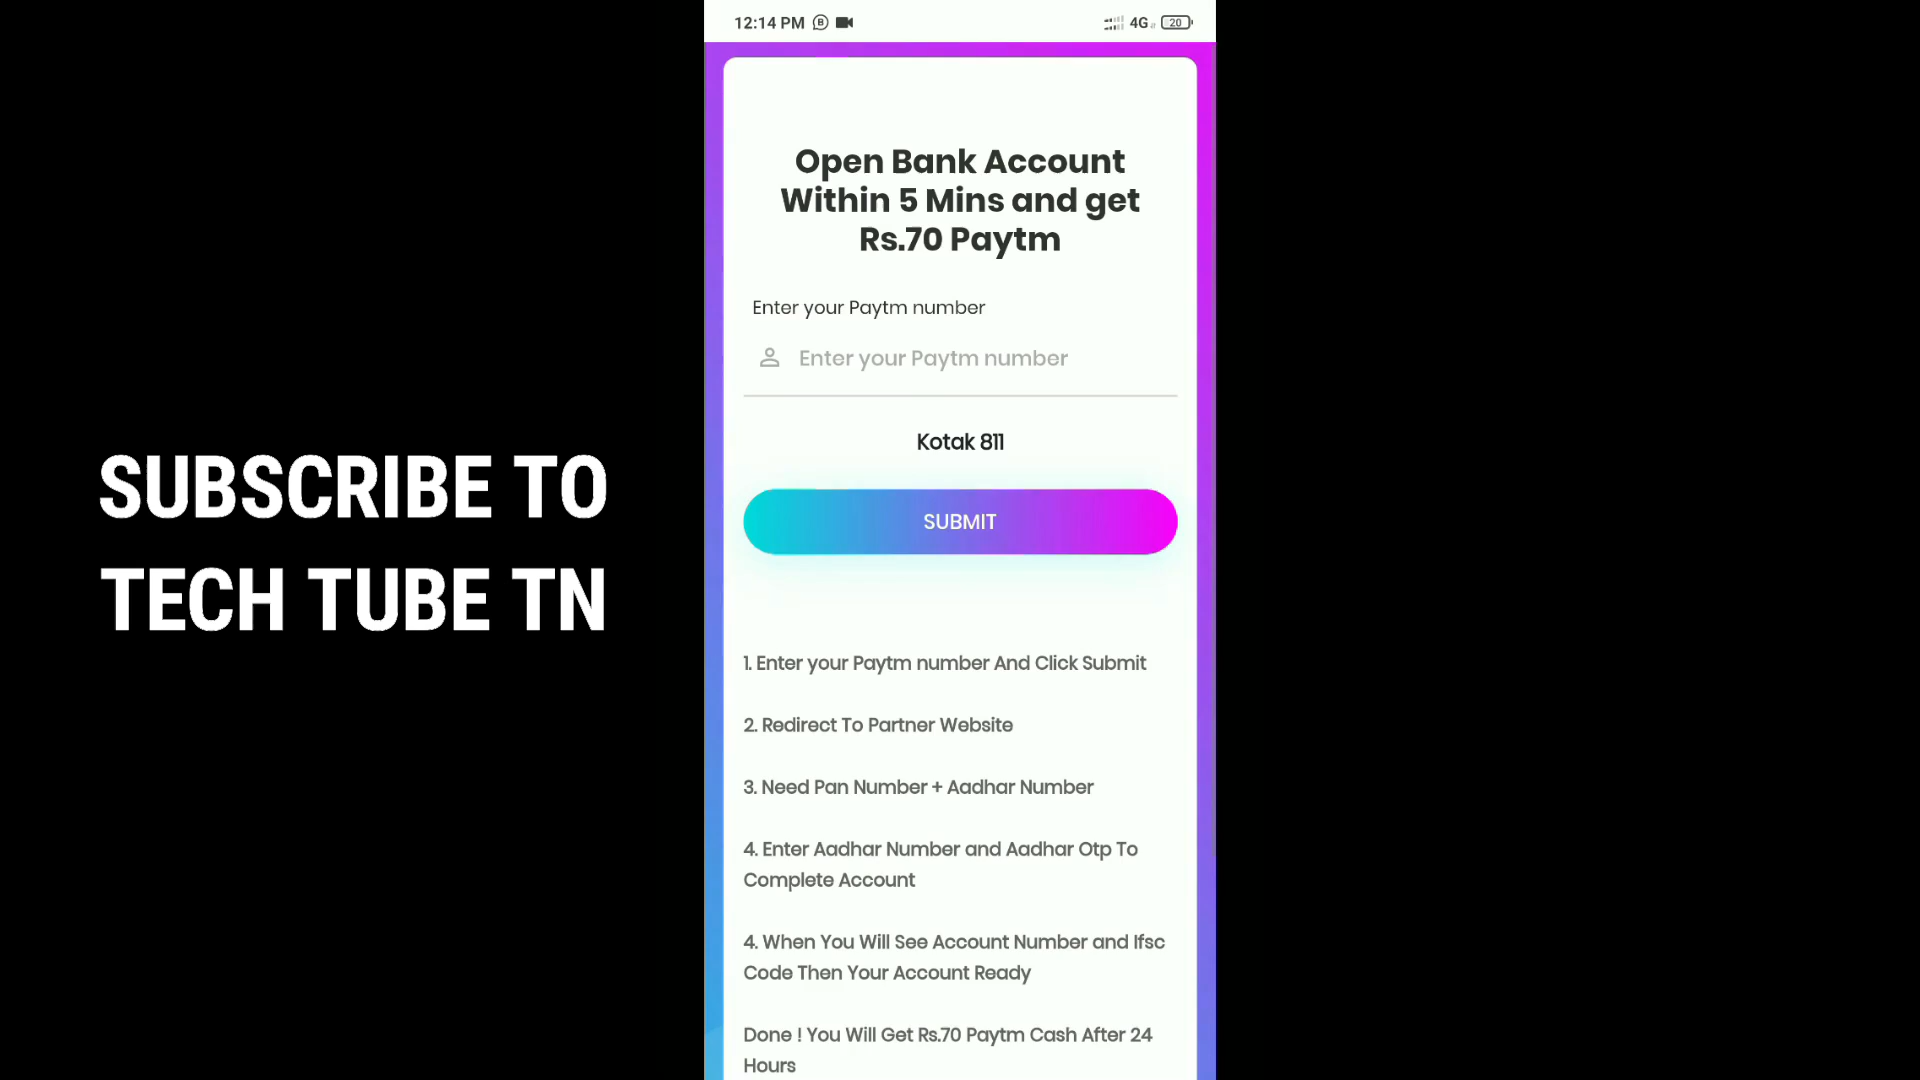 12:14 PM
4G
20
Open Bank Account
Within 5 Mins and get
Rs.70 Paytm
Enter your Paytm number
Enter your Paytm number
Kotak 811
SUBMIT
SUBSCRIBE TO
TECH TUBE TN
1. Enter your Paytm number And Click Submit
2. Redirect To Partner Website
3. Need Pan Number + Aadhar Number
4. Enter Aadhar Number and Aadhar Otp To
Complete Account
4. When You Will See Account Number and Ifsc
Code Then Your Account Ready
Done ! You Will Get Rs.70 Paytm Cash After 24
Hours